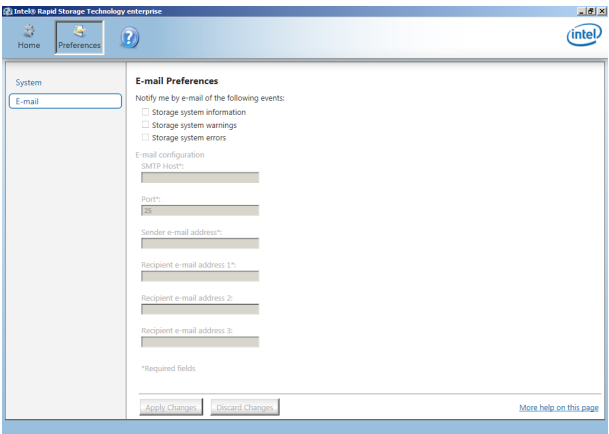 Intel® Rapid Storage Technology enterprise
Home
Preferences
?
intel
System
E-mail
E-mail Preferences
Notify me by e-mail of the following events:
Storage system information
Storage system warnings
Storage system errors
E-mail configuration
SMTP Host*:
Port*:
25
Sender e-mail address*:
Recipient e-mail address 1*:
Recipient e-mail address 2:
Recipient e-mail address 3:
*Required fields
Apply Changes Discard Changes
More help on this page